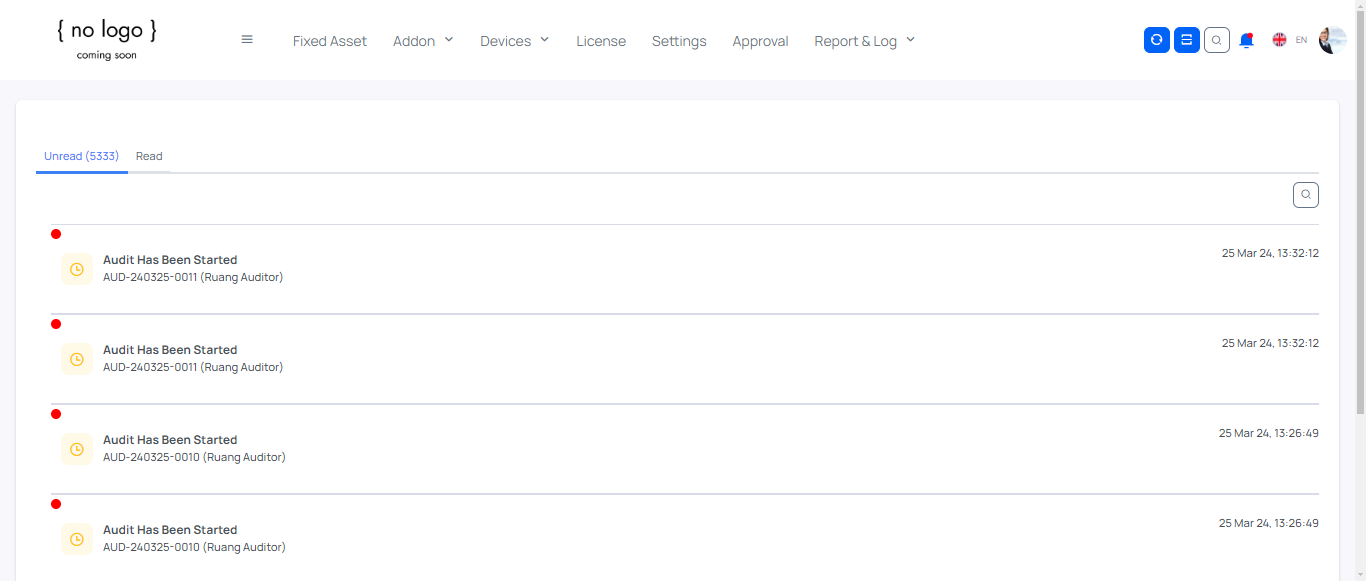 { no logo }
coming soon
Fixed Asset Addon Devices License Settings Approval Report & Log EN
Unread (5333) Read
Audit Has Been Started
25 Mar 24, 13:32:12
AUD-240325-0011 (Ruang Auditor)
Audit Has Been Started
25 Mar 24, 13:32:12
AUD-240325-0011 (Ruang Auditor)
Audit Has Been Started
25 Mar 24, 13:26:49
AUD-240325-0010 (Ruang Auditor)
Audit Has Been Started
25 Mar 24, 13:26:49
AUD-240325-0010 (Ruang Auditor)